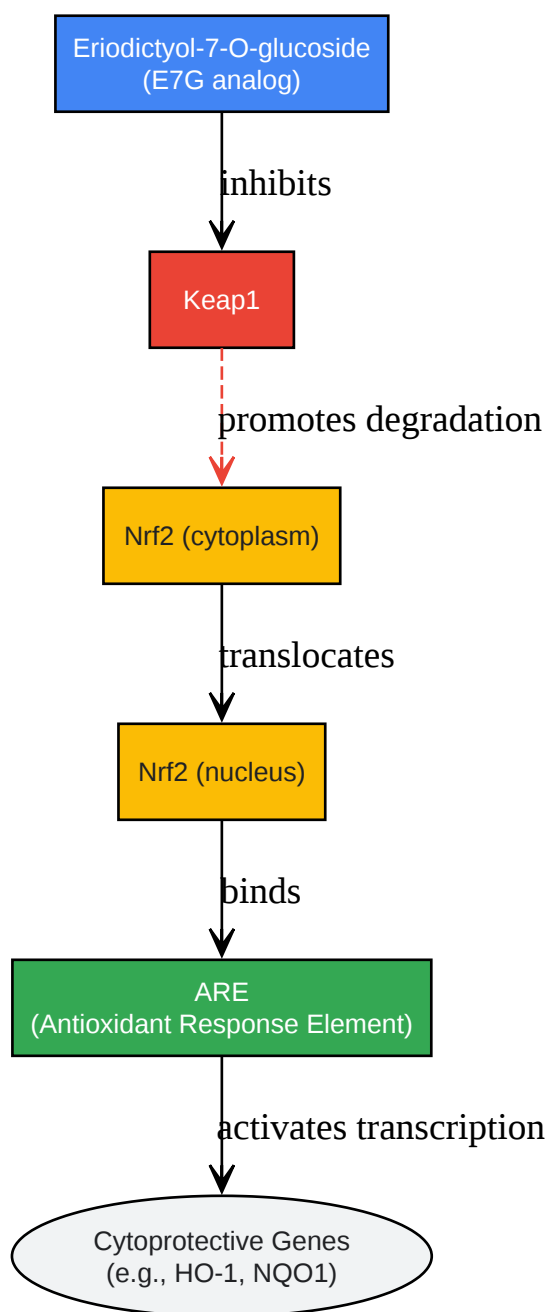 Eriodictyol-7-O-glucoside
(E7G analog)
inhibits
Keap1
promotes degradation
Nrf2 (cytoplasm)
translocates
Nrf2 (nucleus)
binds
ARE
(Antioxidant Response Element)
activates transcription
Cytoprotective Genes
(e.g., HO-1, NQO1)